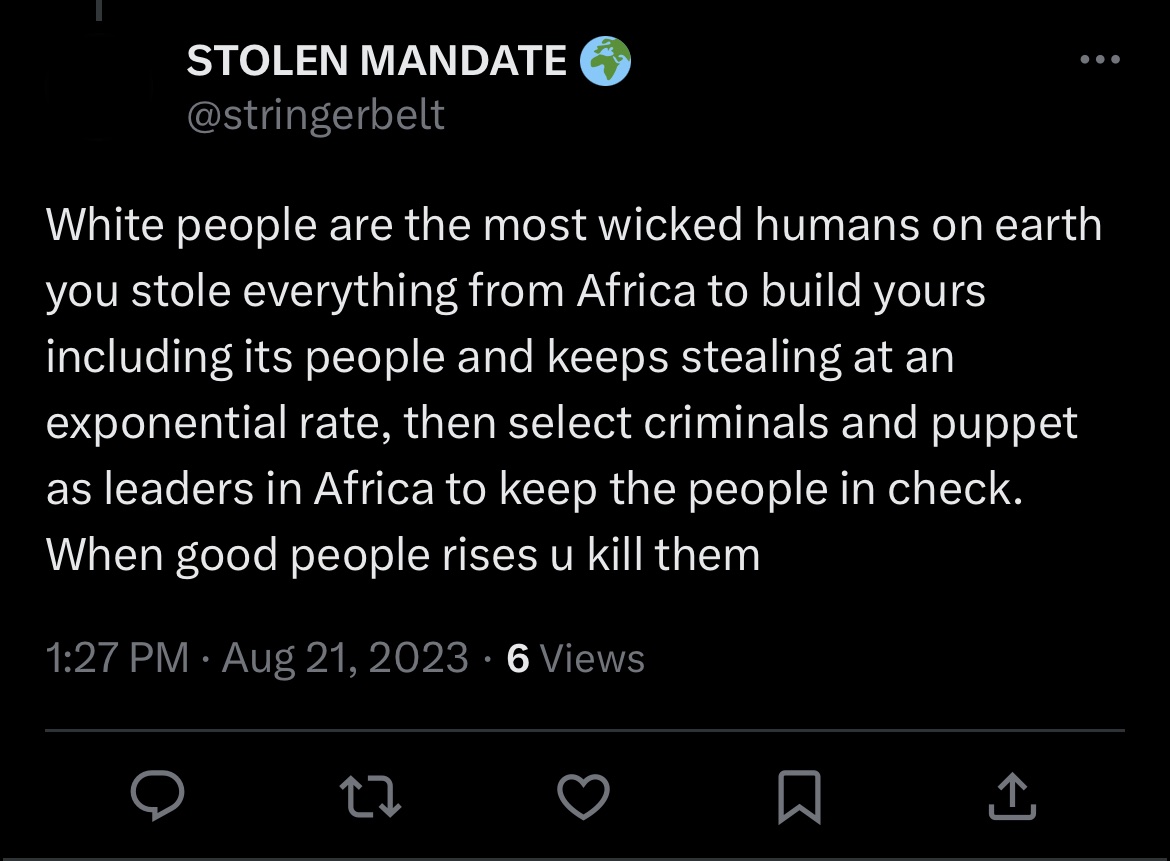 STOLEN MANDATE 🌍
@stringerbelt
White people are the most wicked humans on earth
you stole everything from Africa to build yours
including its people and keeps stealing at an
exponential rate, then select criminals and puppet
as leaders in Africa to keep the people in check.
When good people rises u kill them
1:27 PM · Aug 21, 2023 · 6 Views